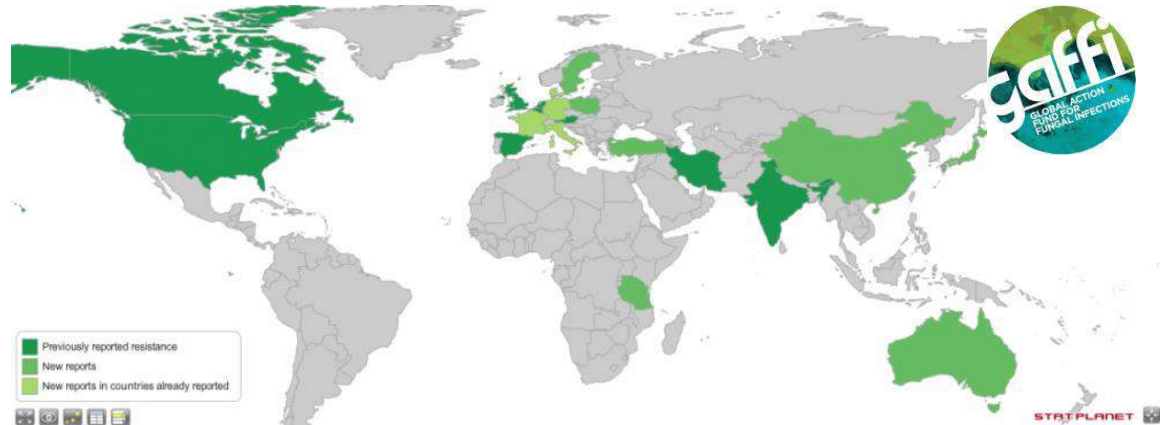 gaffi
GLOBAL ACTION
FUND FOR
FUNGAL INFECTIONS
Previously reported resistance
New reports
New reports in countries already reported
STATPLANET